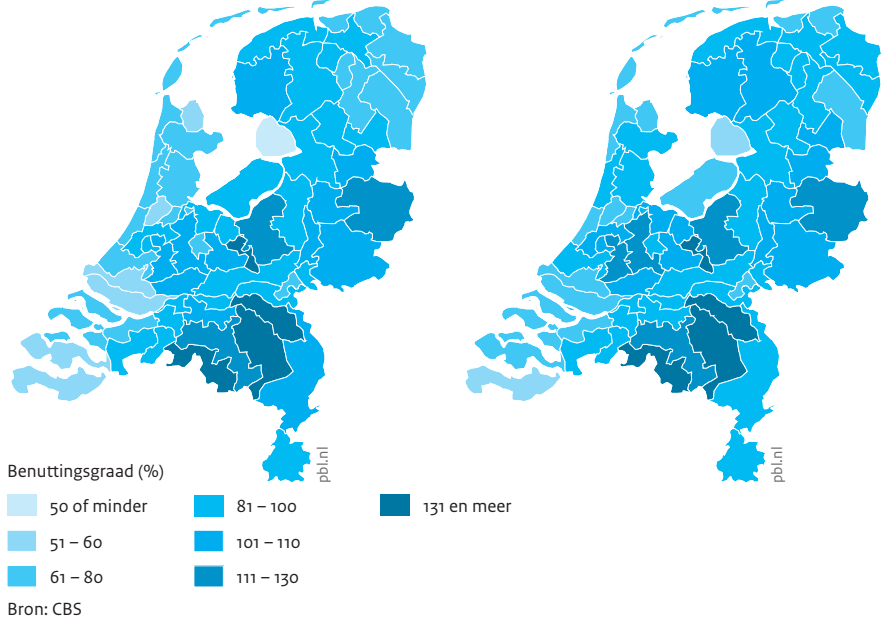 pbl.nl
pbl.nl
Benuttingsgraad (%)
50 of minder
51 – 60
61 – 80
81 – 100
101 – 110
111 – 130
131 en meer
Bron: CBS